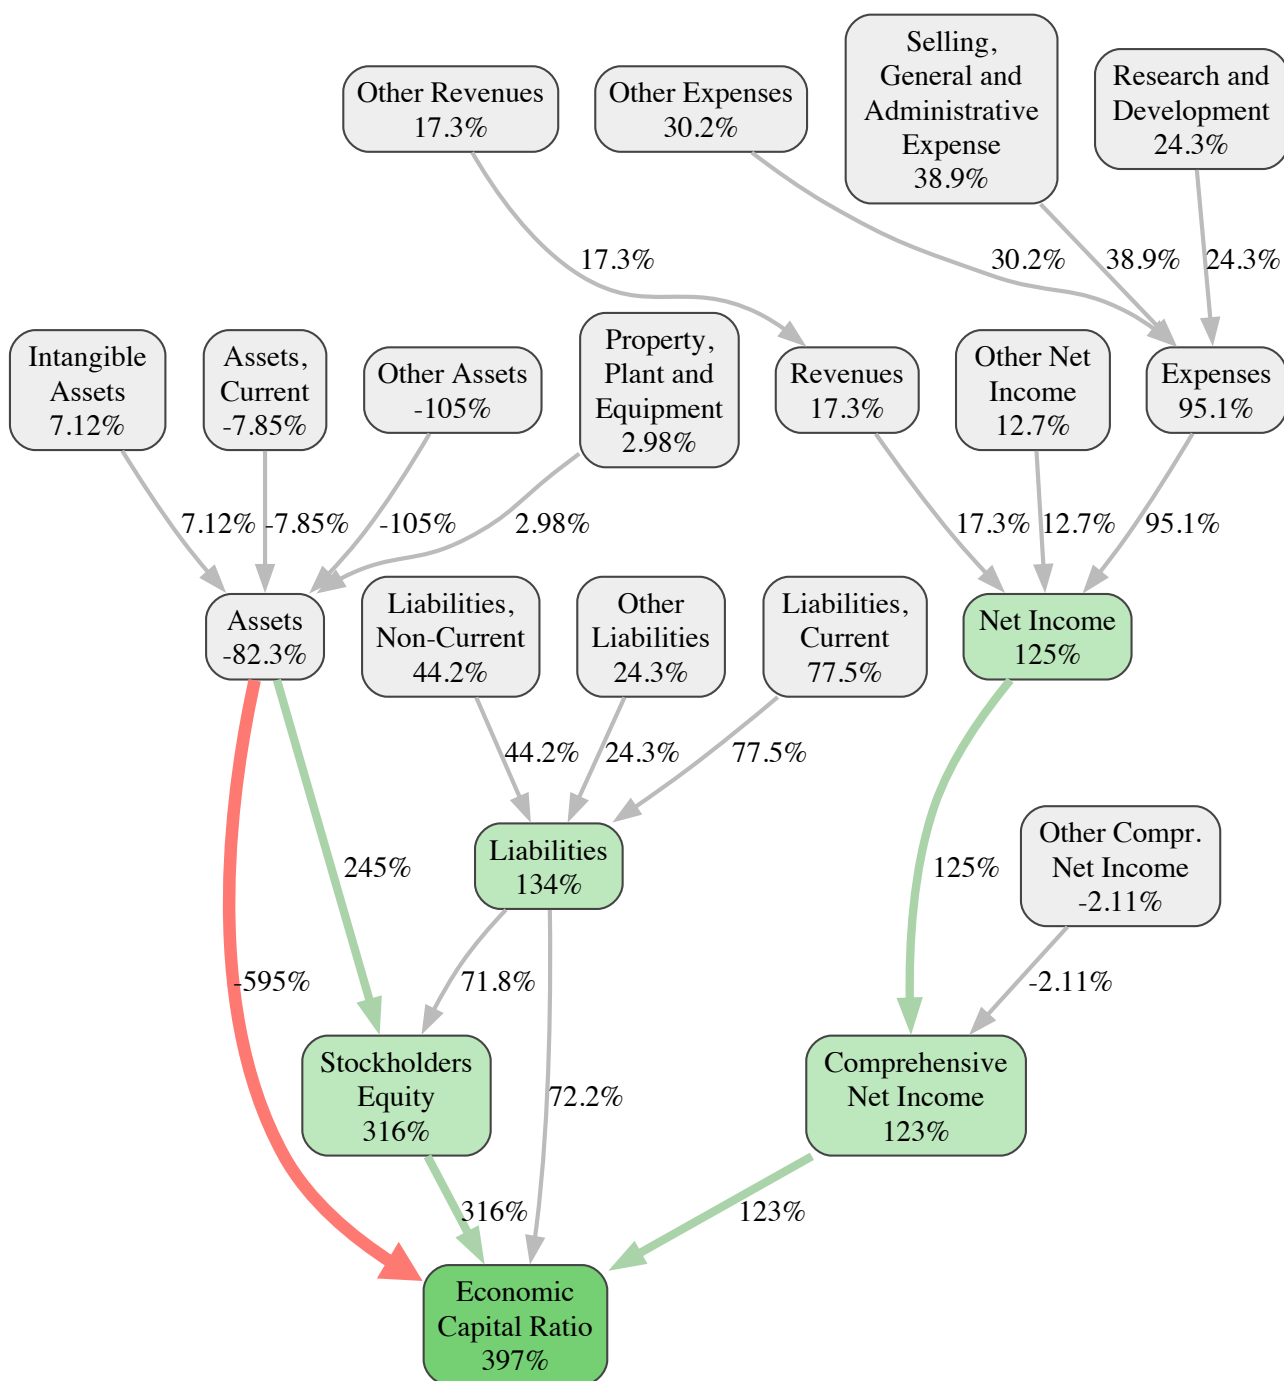 Selling,
General and
Administrative
Expense
38.9%
Research and
Development
24.3%
Other Revenues
17.3%
Other Expenses
30.2%
17.3%
30.2%
38.9%
24.3%
Intangible
Assets
7.12%
Assets,
Current
-7.85%
Other Assets
-105%
Property,
Plant and
Equipment
2.98%
Revenues
17.3%
Other Net
Income
12.7%
Expenses
95.1%
7.12%
-7.85%
-105%
2.98%
17.3%
12.7%
95.1%
Assets
-82.3%
Liabilities,
Non-Current
44.2%
Other
Liabilities
24.3%
Liabilities,
Current
77.5%
Net Income
125%
44.2%
24.3%
77.5%
245%
Liabilities
134%
125%
Other Compr.
Net Income
-2.11%
-595%
71.8%
-2.11%
Stockholders
Equity
316%
72.2%
Comprehensive
Net Income
123%
316%
123%
Economic
Capital Ratio
397%